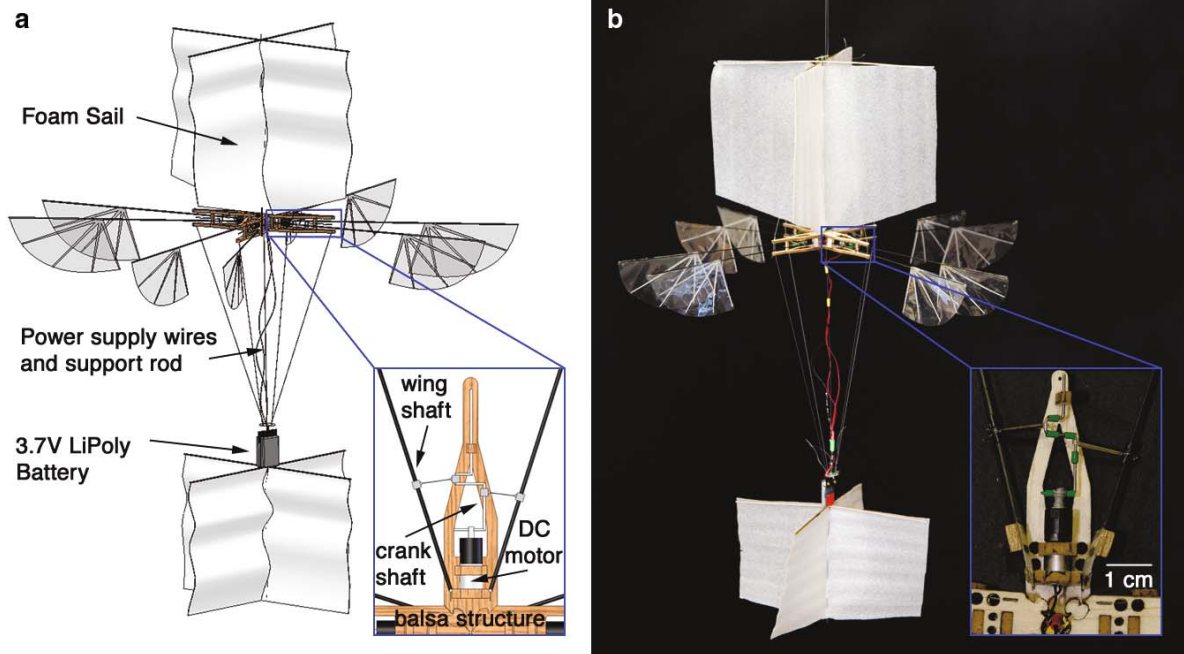 a
Foam Sail
Power supply wires
and support rod
3.7V LiPoly
Battery
wing
shaft
crank
shaft
DC
motor
balsa structure
b
1 cm